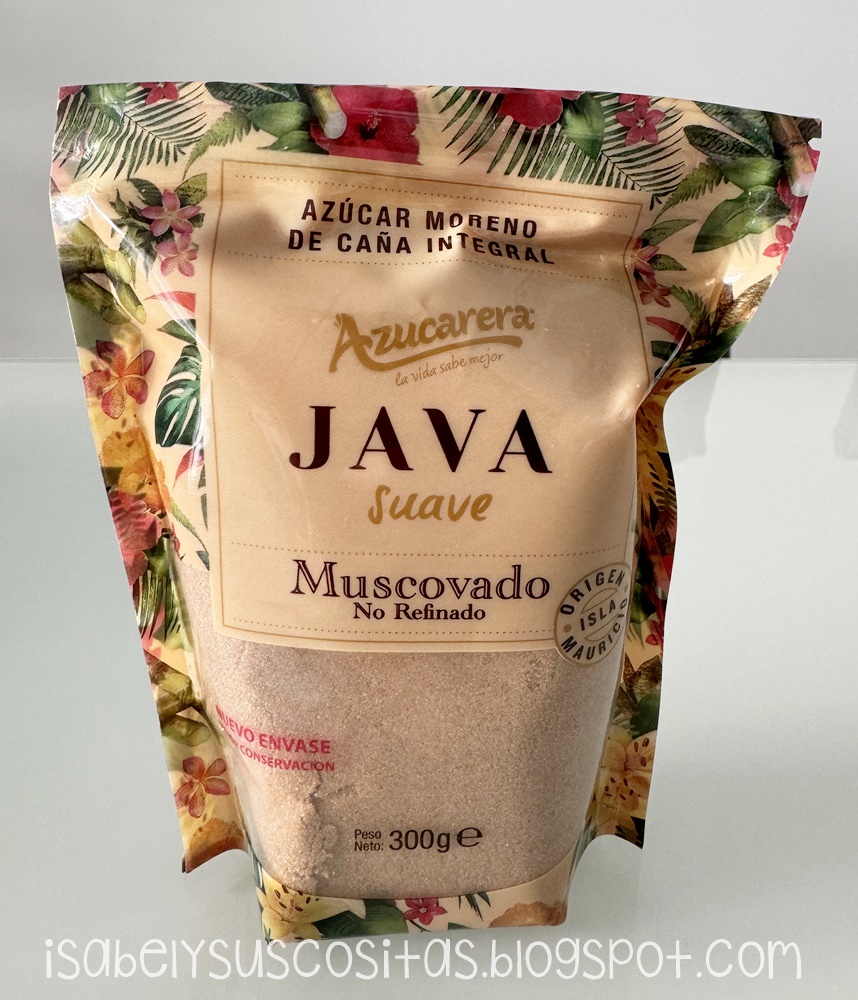 AZÚCAR MORENO
DE CAÑA INTEGRAL
Azucarera
la vida sabe mejor
JAVA
suave
Muscovado
No Refinado
ORIGEN
ISLA
MAURICIO
NUEVO ENVASE
CONSERVACIÓN
Peso
Neto: 300g e
isabelysuscositas.blogspot.com